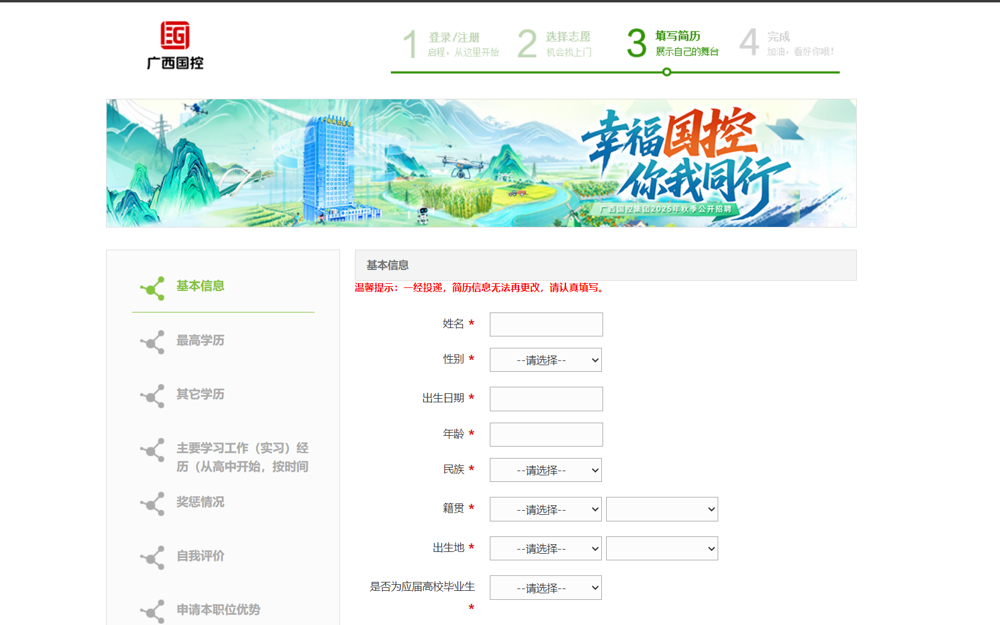 广西国控
1 登录/注册
启程，从这里开始
2 选择志愿
机会找上门
3 填写简历
展示自己的舞台
4 完成
加油，看好你哦！
广西国控集团
幸福国控
你我同行
广西国控集团2025年秋季公开招聘
基本信息
最高学历
其它学历
主要学习工作（实习）经
历（从高中开始，按时间
奖惩情况
自我评价
申请本职位优势
基本信息
温馨提示：一经投递，简历信息无法再更改，请认真填写。
姓名 *
性别 * --请选择--
出生日期 *
年龄 *
民族 * --请选择--
籍贯 * --请选择--
出生地 * --请选择--
是否为应届高校毕业生 --请选择--
*